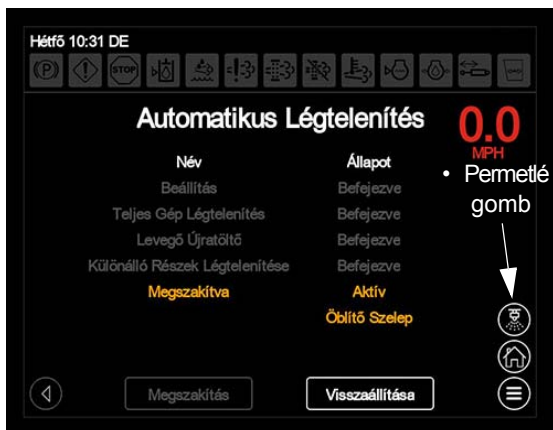 Hétfő 10:31 DE
(P) STOP
Automatikus Légtelenítés
0.0
MPH
Név Állapot
Beállítás Befejezve
Teljes Gép Légtelenítés Befejezve
Levegő Újratöltő Befejezve
Különálló Részek Légtelenítése Befejezve
Megszakítva Aktív
Öblítő Szelep
• Permetlé
gomb
Megszakítás Visszaállítása